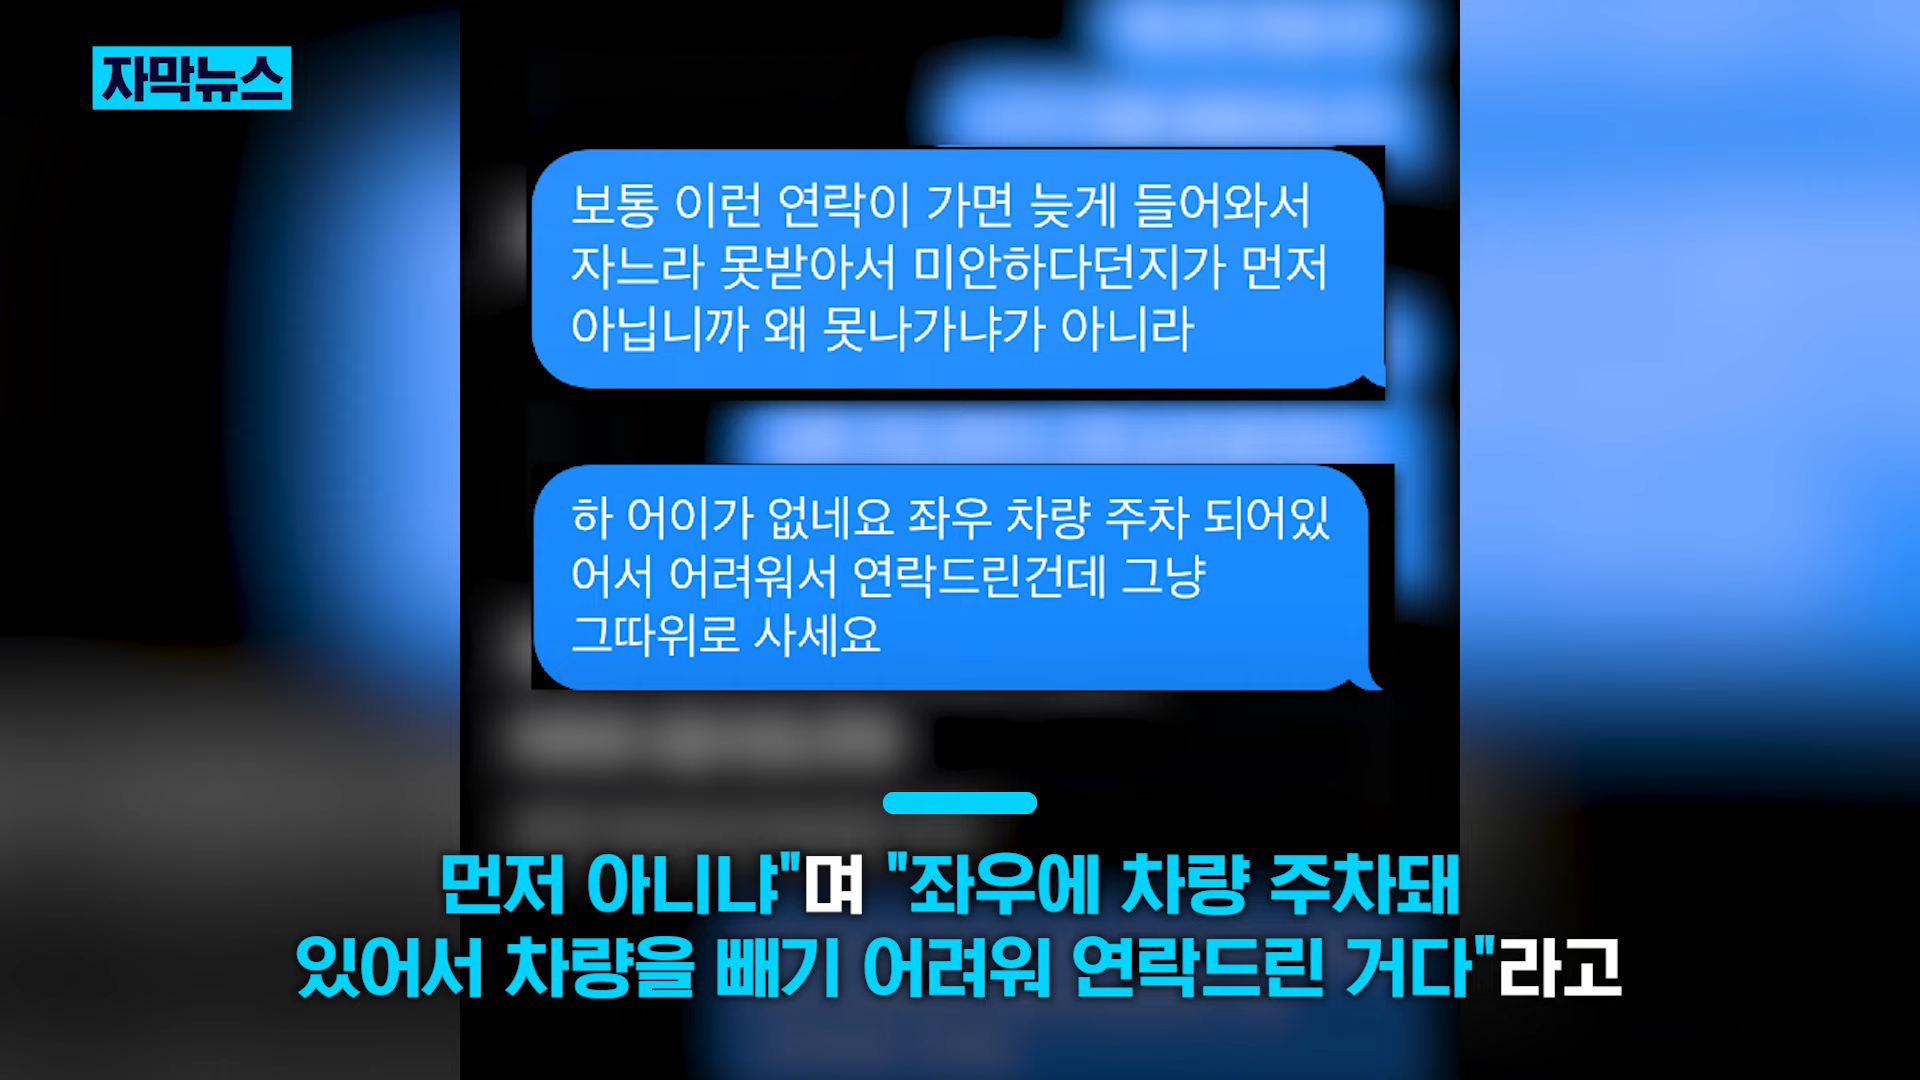 자막뉴스
보통 이런 연락이 가면 늦게 들어와서
자느라 못받아서 미안하다던지가 먼저
아닙니까 왜 못나가냐가 아니라
하 어이가 없네요 좌우 차량 주차 되어있
어서 어려워서 연락드린건데 그냥
그따위로 사세요
먼저 아니냐"며 "좌우에 차량 주차돼
있어서 차량을 빼기 어려워 연락드린 거다"라고